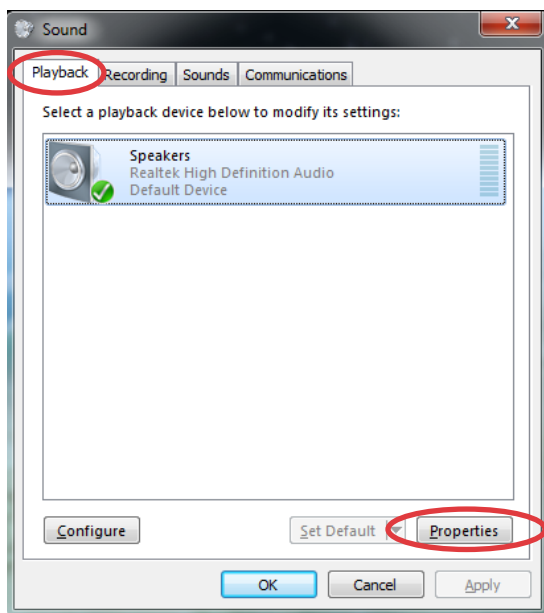 Sound
Playback Recording Sounds Communications
Select a playback device below to modify its settings:
Speakers
Realtek High Definition Audio
Default Device
Configure Set Default Properties
OK Cancel Apply